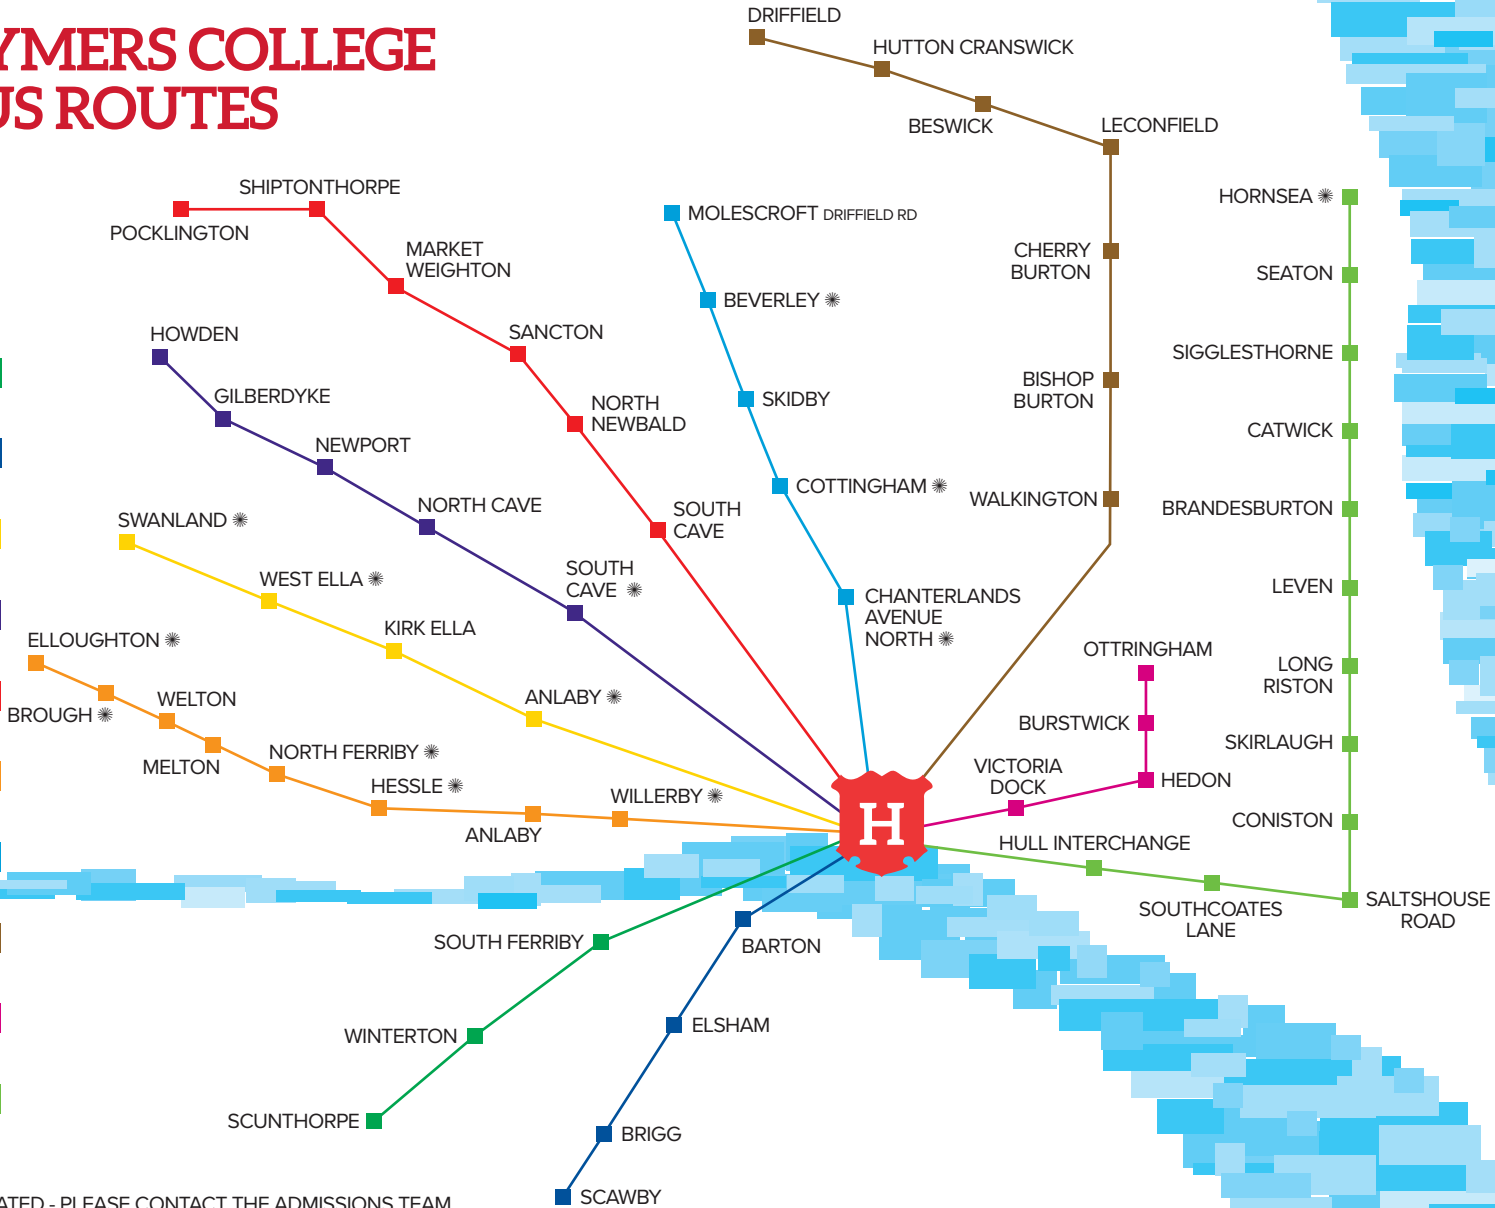 YMERS COLLEGE
US ROUTES
DRIFFIELD
HUTTON CRANSWICK
BESWICK
LECONFIELD
CHERRY
BURTON
BISHOP
BURTON
WALKINGTON
SHIPTONTHORPE
POCKLINGTON
MARKET
WEIGHTON
SANCTON
NORTH
NEWBALD
SOUTH
CAVE
MOLESCROFT DRIFFIELD RD
BEVERLEY
SKIDBY
COTTINGHAM
CHANTERLANDS
AVENUE
NORTH
HORNSEA
SEATON
SIGGLESTHORNE
CATWICK
BRANDESBURTON
LEVEN
LONG
RISTON
SKIRLAUGH
CONISTON
SALTSHOUSE
ROAD
SOUTHCOATES
LANE
HULL INTERCHANGE
HOWDEN
GILBERDYKE
NEWPORT
NORTH CAVE
SOUTH
CAVE
SWANLAND
WEST ELLA
KIRK ELLA
ANLABY
ELLOUGHTON
BROUGH
WELTON
MELTON
NORTH FERRIBY
HESSLE
ANLABY
WILLERBY
OTTRINGHAM
BURSTWICK
HEDON
VICTORIA
DOCK
H
SOUTH FERRIBY
WINTERTON
SCUNTHORPE
BARTON
ELSHAM
BRIGG
SCAWBY
ATED - PLEASE CONTACT THE ADMISSIONS TEAM